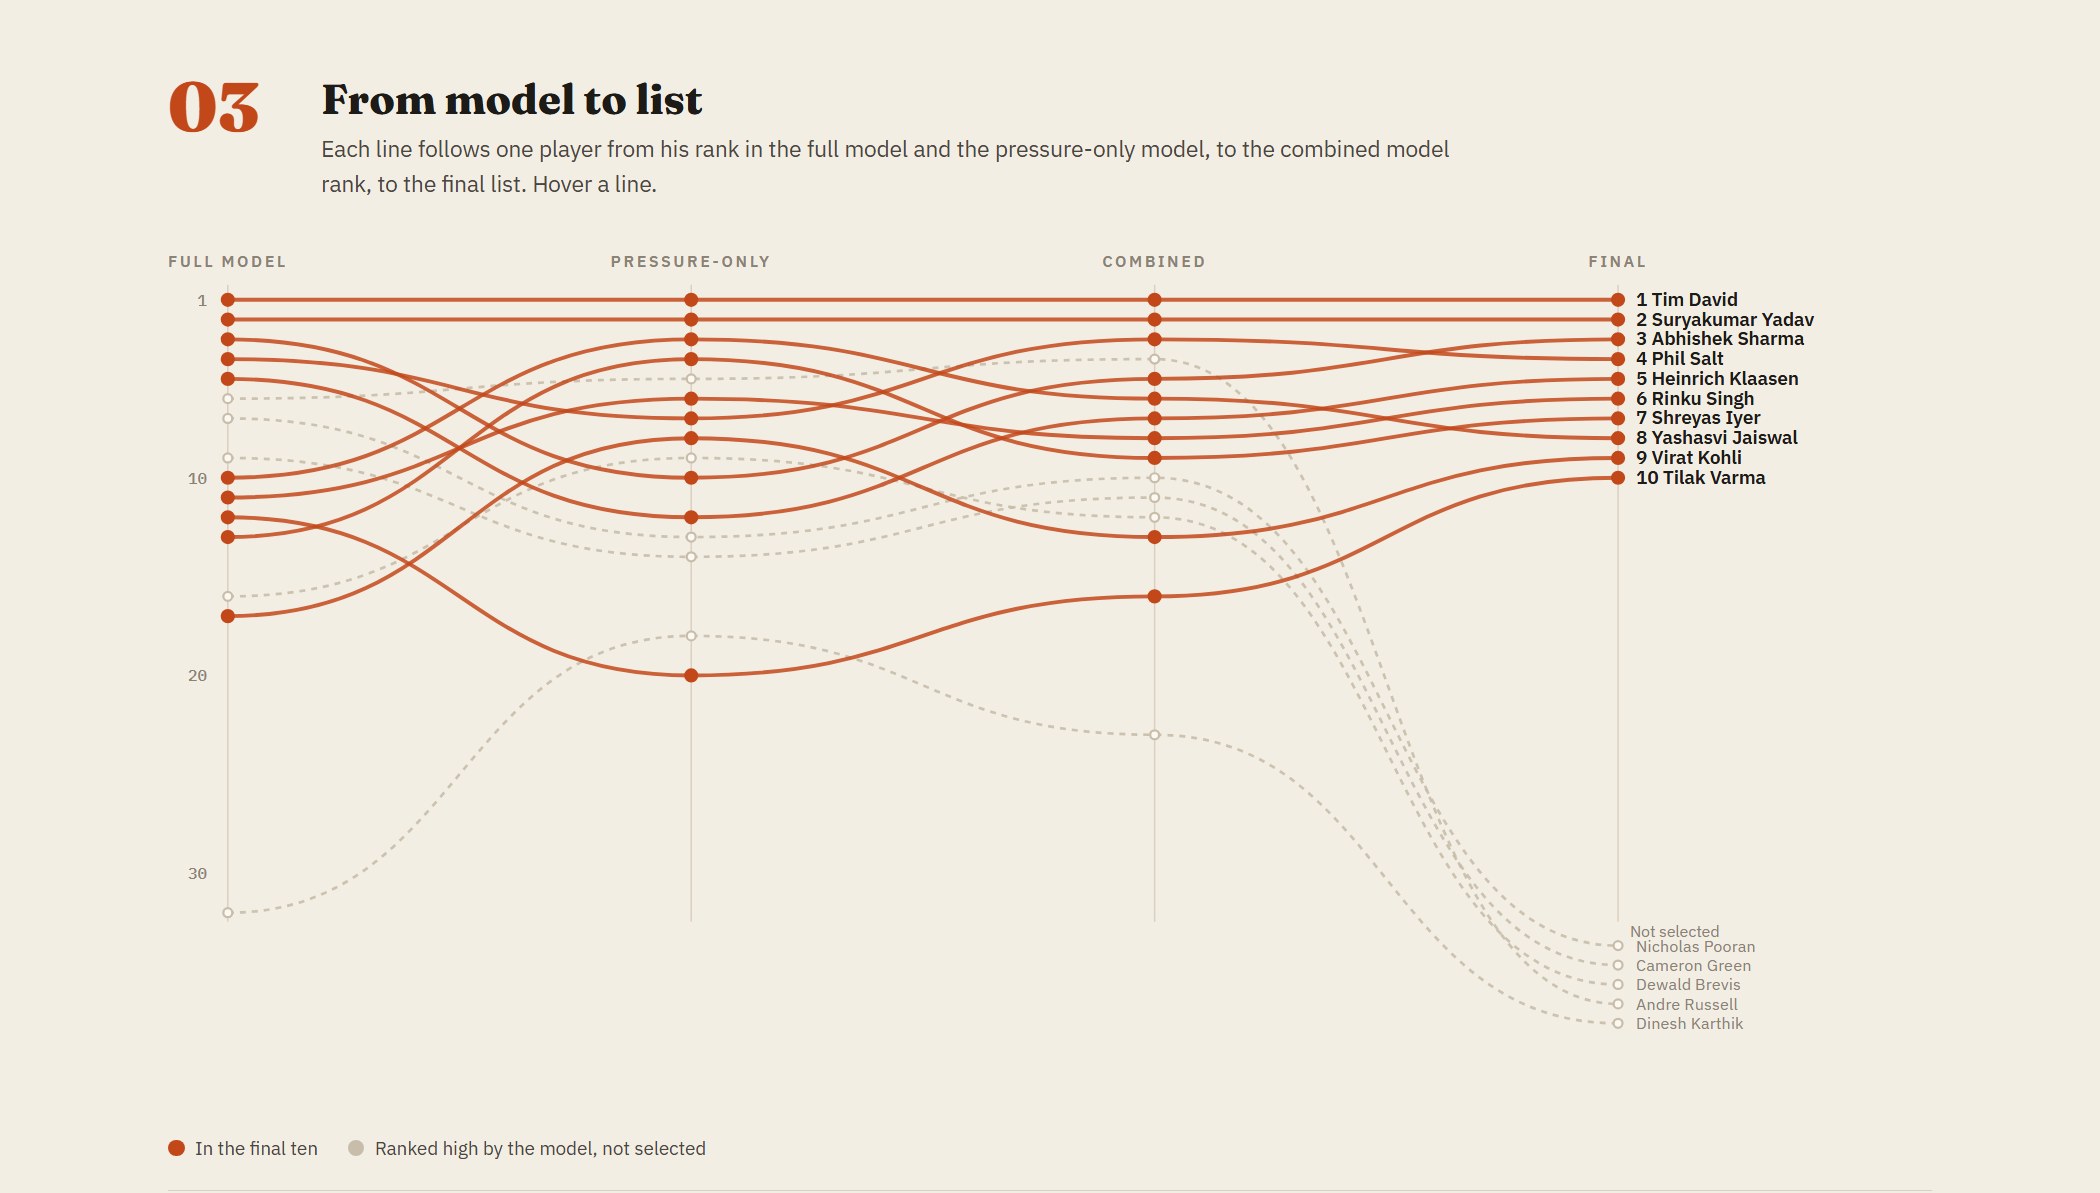 03
From model to list
Each line follows one player from his rank in the full model and the pressure-only model, to the combined model
rank, to the final list. Hover a line.
FULL MODEL
PRESSURE-ONLY
COMBINED
FINAL
1
10
20
30
1 Tim David
2 Suryakumar Yadav
3 Abhishek Sharma
4 Phil Salt
5 Heinrich Klaasen
6 Rinku Singh
7 Shreyas Iyer
8 Yashasvi Jaiswal
9 Virat Kohli
10 Tilak Varma
Not selected
Nicholas Pooran
Cameron Green
Dewald Brevis
Andre Russell
Dinesh Karthik
In the final ten
Ranked high by the model, not selected